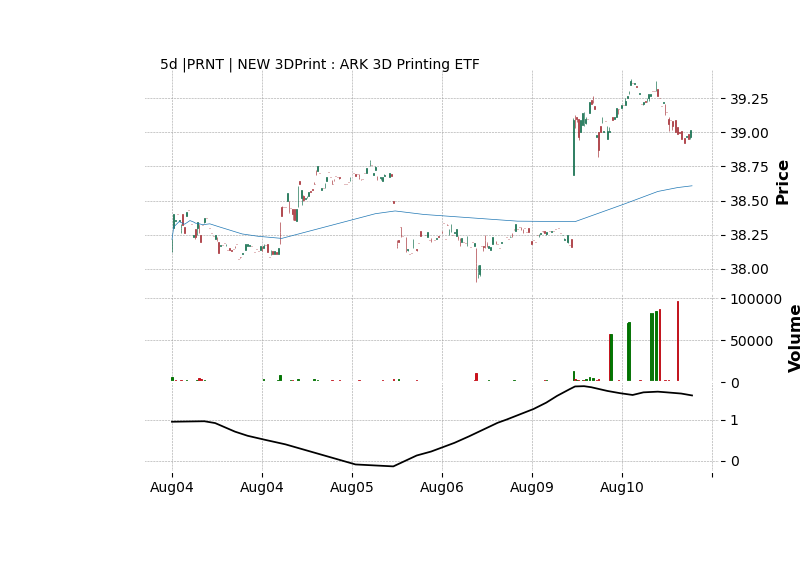 5d |PRNT | NEW 3DPrint : ARK 3D Printing ETF
39.25
39.00
38.75
38.50
38.25
38.00
Price
100000
50000
0
Volume
1
0
Aug04 Aug04 Aug05 Aug06 Aug09 Aug10